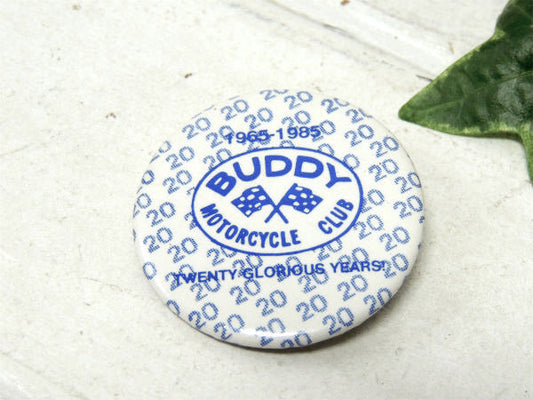 1965-1985
BUDDY
MOTORCYCLE CLUB
TWENTY GLORIOUS YEARS!